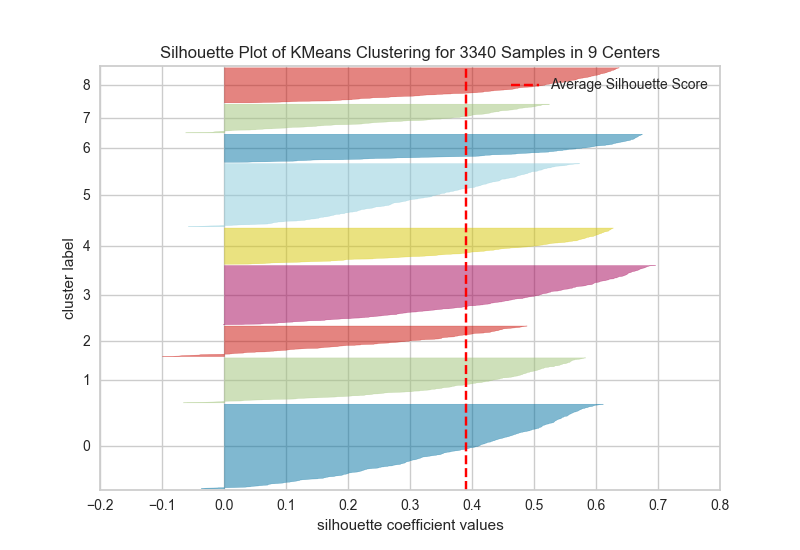 Silhouette Plot of KMeans Clustering for 3340 Samples in 9 Centers
Average Silhouette Score
8
7
6
5
4
3
2
1
0
cluster label
−0.2 −0.1 0.0 0.1 0.2 0.3 0.4 0.5 0.6 0.7 0.8
silhouette coefficient values